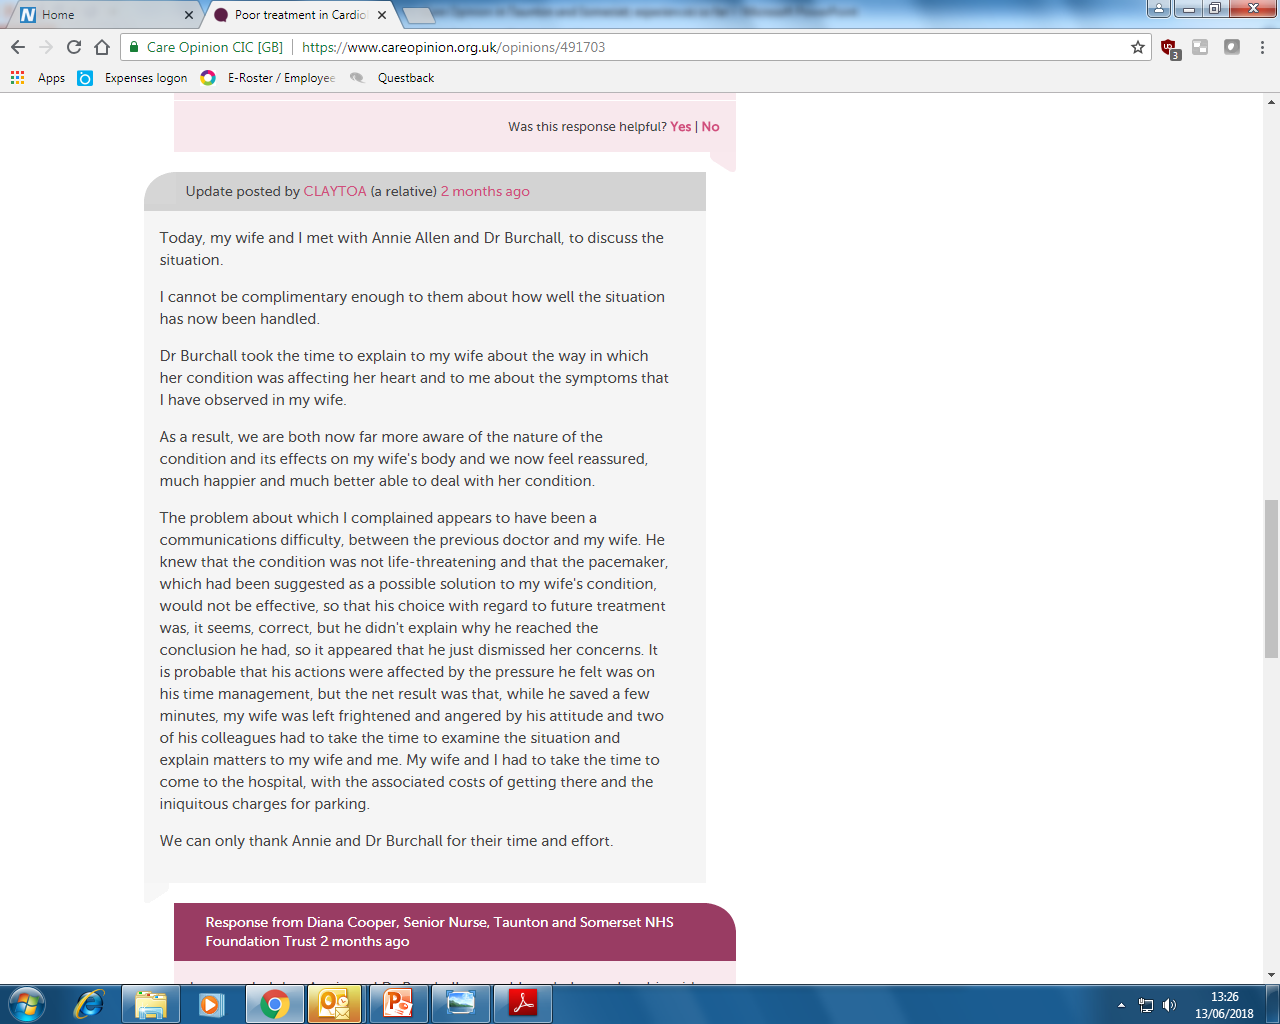 Home
Poor treatment in Cardiol
Care Opinion CIC [GB] https://www.careopinion.org.uk/opinions/491703
3
Apps Expenses logon E-Roster / Employee Questback
Was this response helpful? Yes | No
Update posted by CLAYTOA (a relative) 2 months ago
Today, my wife and I met with Annie Allen and Dr Burchall, to discuss the
situation.
I cannot be complimentary enough to them about how well the situation
has now been handled.
Dr Burchall took the time to explain to my wife about the way in which
her condition was affecting her heart and to me about the symptoms that
I have observed in my wife.
As a result, we are both now far more aware of the nature of the
condition and its effects on my wife's body and we now feel reassured,
much happier and much better able to deal with her condition.
The problem about which I complained appears to have been a
communications difficulty, between the previous doctor and my wife. He
knew that the condition was not life-threatening and that the pacemaker,
which had been suggested as a possible solution to my wife's condition,
would not be effective, so that his choice with regard to future treatment
was, it seems, correct, but he didn't explain why he reached the
conclusion he had, so it appeared that he just dismissed her concerns. It
is probable that his actions were affected by the pressure he felt was on
his time management, but the net result was that, while he saved a few
minutes, my wife was left frightened and angered by his attitude and two
of his colleagues had to take the time to examine the situation and
explain matters to my wife and me. My wife and I had to take the time to
come to the hospital, with the associated costs of getting there and the
iniquitous charges for parking.
We can only thank Annie and Dr Burchall for their time and effort.
Response from Diana Cooper, Senior Nurse, Taunton and Somerset NHS
Foundation Trust 2 months ago
13:26
13/06/2018